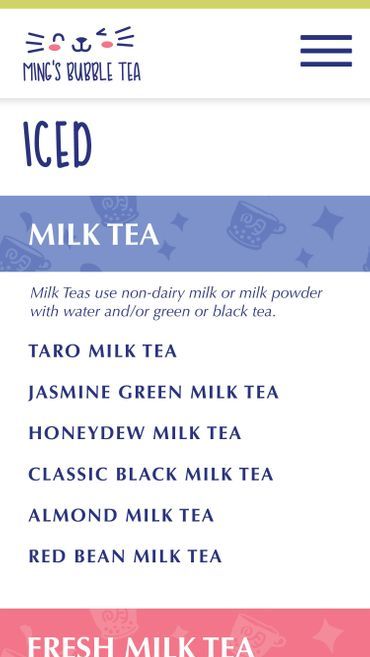 MING'S BUBBLE TEA
ICED
MILK TEA
Milk Teas use non-dairy milk or milk powder
with water and/or green or black tea.
TARO MILK TEA
JASMINE GREEN MILK TEA
HONEYDEW MILK TEA
CLASSIC BLACK MILK TEA
ALMOND MILK TEA
RED BEAN MILK TEA
FRESH MILK TEA